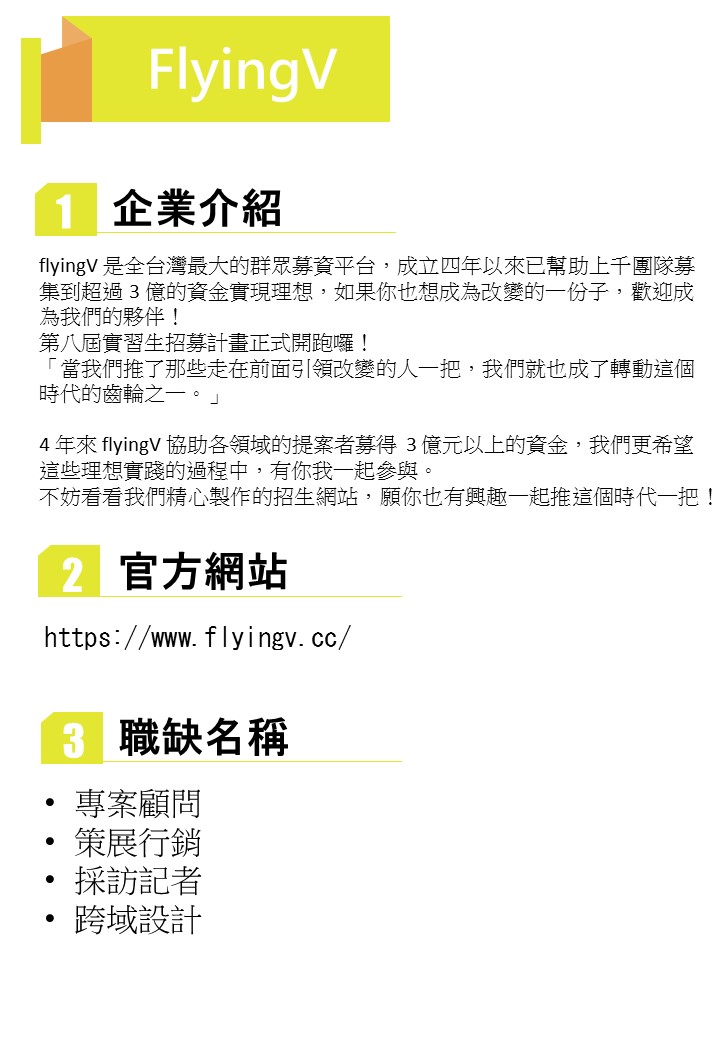 FlyingV
1 企業介紹
flyingV 是全台灣最大的群眾募資平台，成立四年以來已幫助上千團隊募
集到超過 3 億的資金實現理想，如果你也想成為改變的一份子，歡迎成
為我們的夥伴！
第八屆實習生招募計畫正式開跑囉！
「當我們推了那些走在前面引領改變的人一把，我們就也成了轉動這個
時代的齒輪之一。」
4 年來 flyingV 協助各領域的提案者募得 3 億元以上的資金，我們更希望
這些理想實踐的過程中，有你我一起參與。
不妨看看我們精心製作的招生網站，願你也有興趣一起推這個時代一把！
2 官方網站
https://www.flyingv.cc/
3 職缺名稱
• 專案顧問
• 策展行銷
• 採訪記者
• 跨域設計